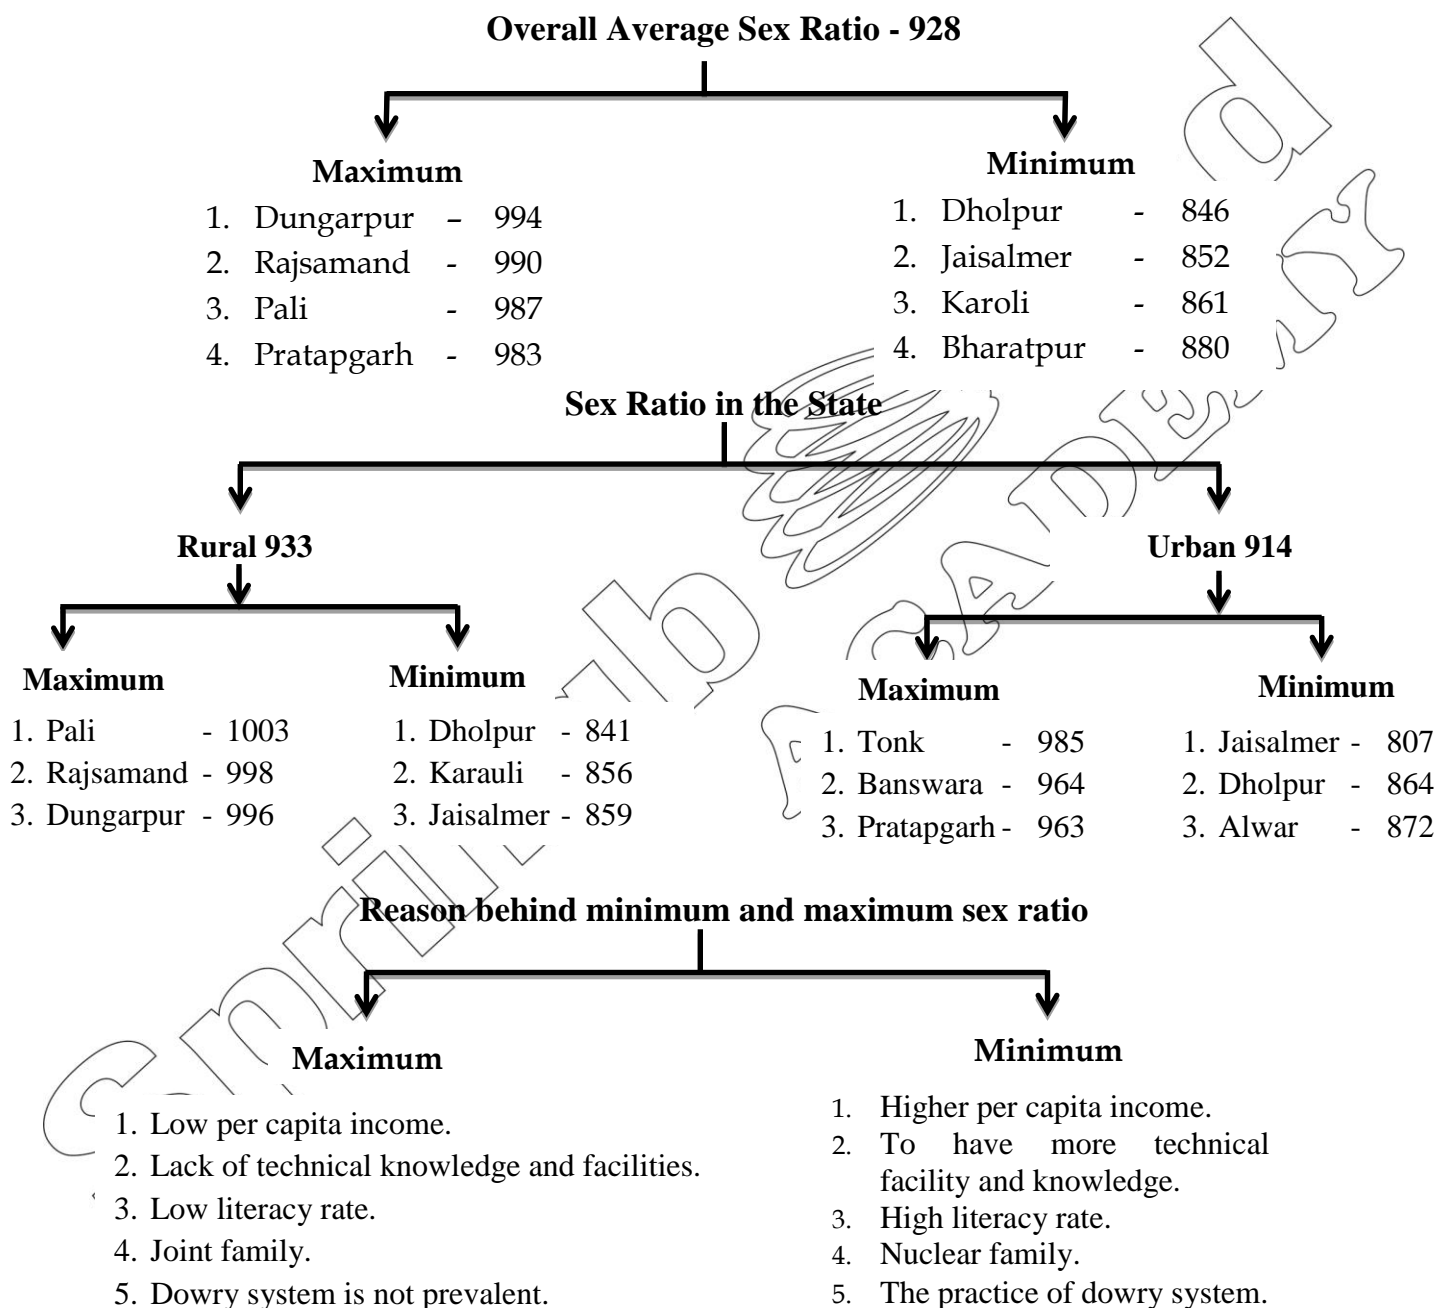 Overall Average Sex Ratio - 928
Maximum
1. Dungarpur – 994
2. Rajsamand - 990
3. Pali - 987
4. Pratapgarh - 983
Minimum
1. Dholpur - 846
2. Jaisalmer - 852
3. Karoli - 861
4. Bharatpur - 880
Sex Ratio in the State
Rural 933
Maximum
1. Pali - 1003
2. Rajsamand - 998
3. Dungarpur - 996
Minimum
1. Dholpur - 841
2. Karauli - 856
3. Jaisalmer - 859
Urban 914
Maximum
1. Tonk - 985
2. Banswara - 964
3. Pratapgarh - 963
Minimum
1. Jaisalmer - 807
2. Dholpur - 864
3. Alwar - 872
Reason behind minimum and maximum sex ratio
Maximum
1. Low per capita income.
2. Lack of technical knowledge and facilities.
3. Low literacy rate.
4. Joint family.
5. Dowry system is not prevalent.
Minimum
1. Higher per capita income.
2. To have more technical
facility and knowledge.
3. High literacy rate.
4. Nuclear family.
5. The practice of dowry system.